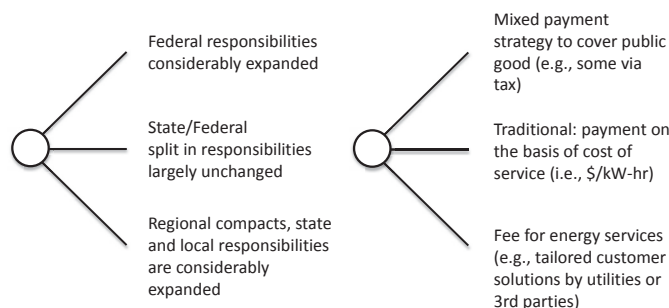 Federal responsibilities
considerably expanded
State/Federal
split in responsibilities
largely unchanged
Regional compacts, state
and local responsibilities
are considerably
expanded
Mixed payment
strategy to cover public
good (e.g., some via
tax)
Traditional: payment on
the basis of cost of
service (i.e., $/kW-hr)
Fee for energy services
(e.g., tailored customer
solutions by utilities or
3rd parties)